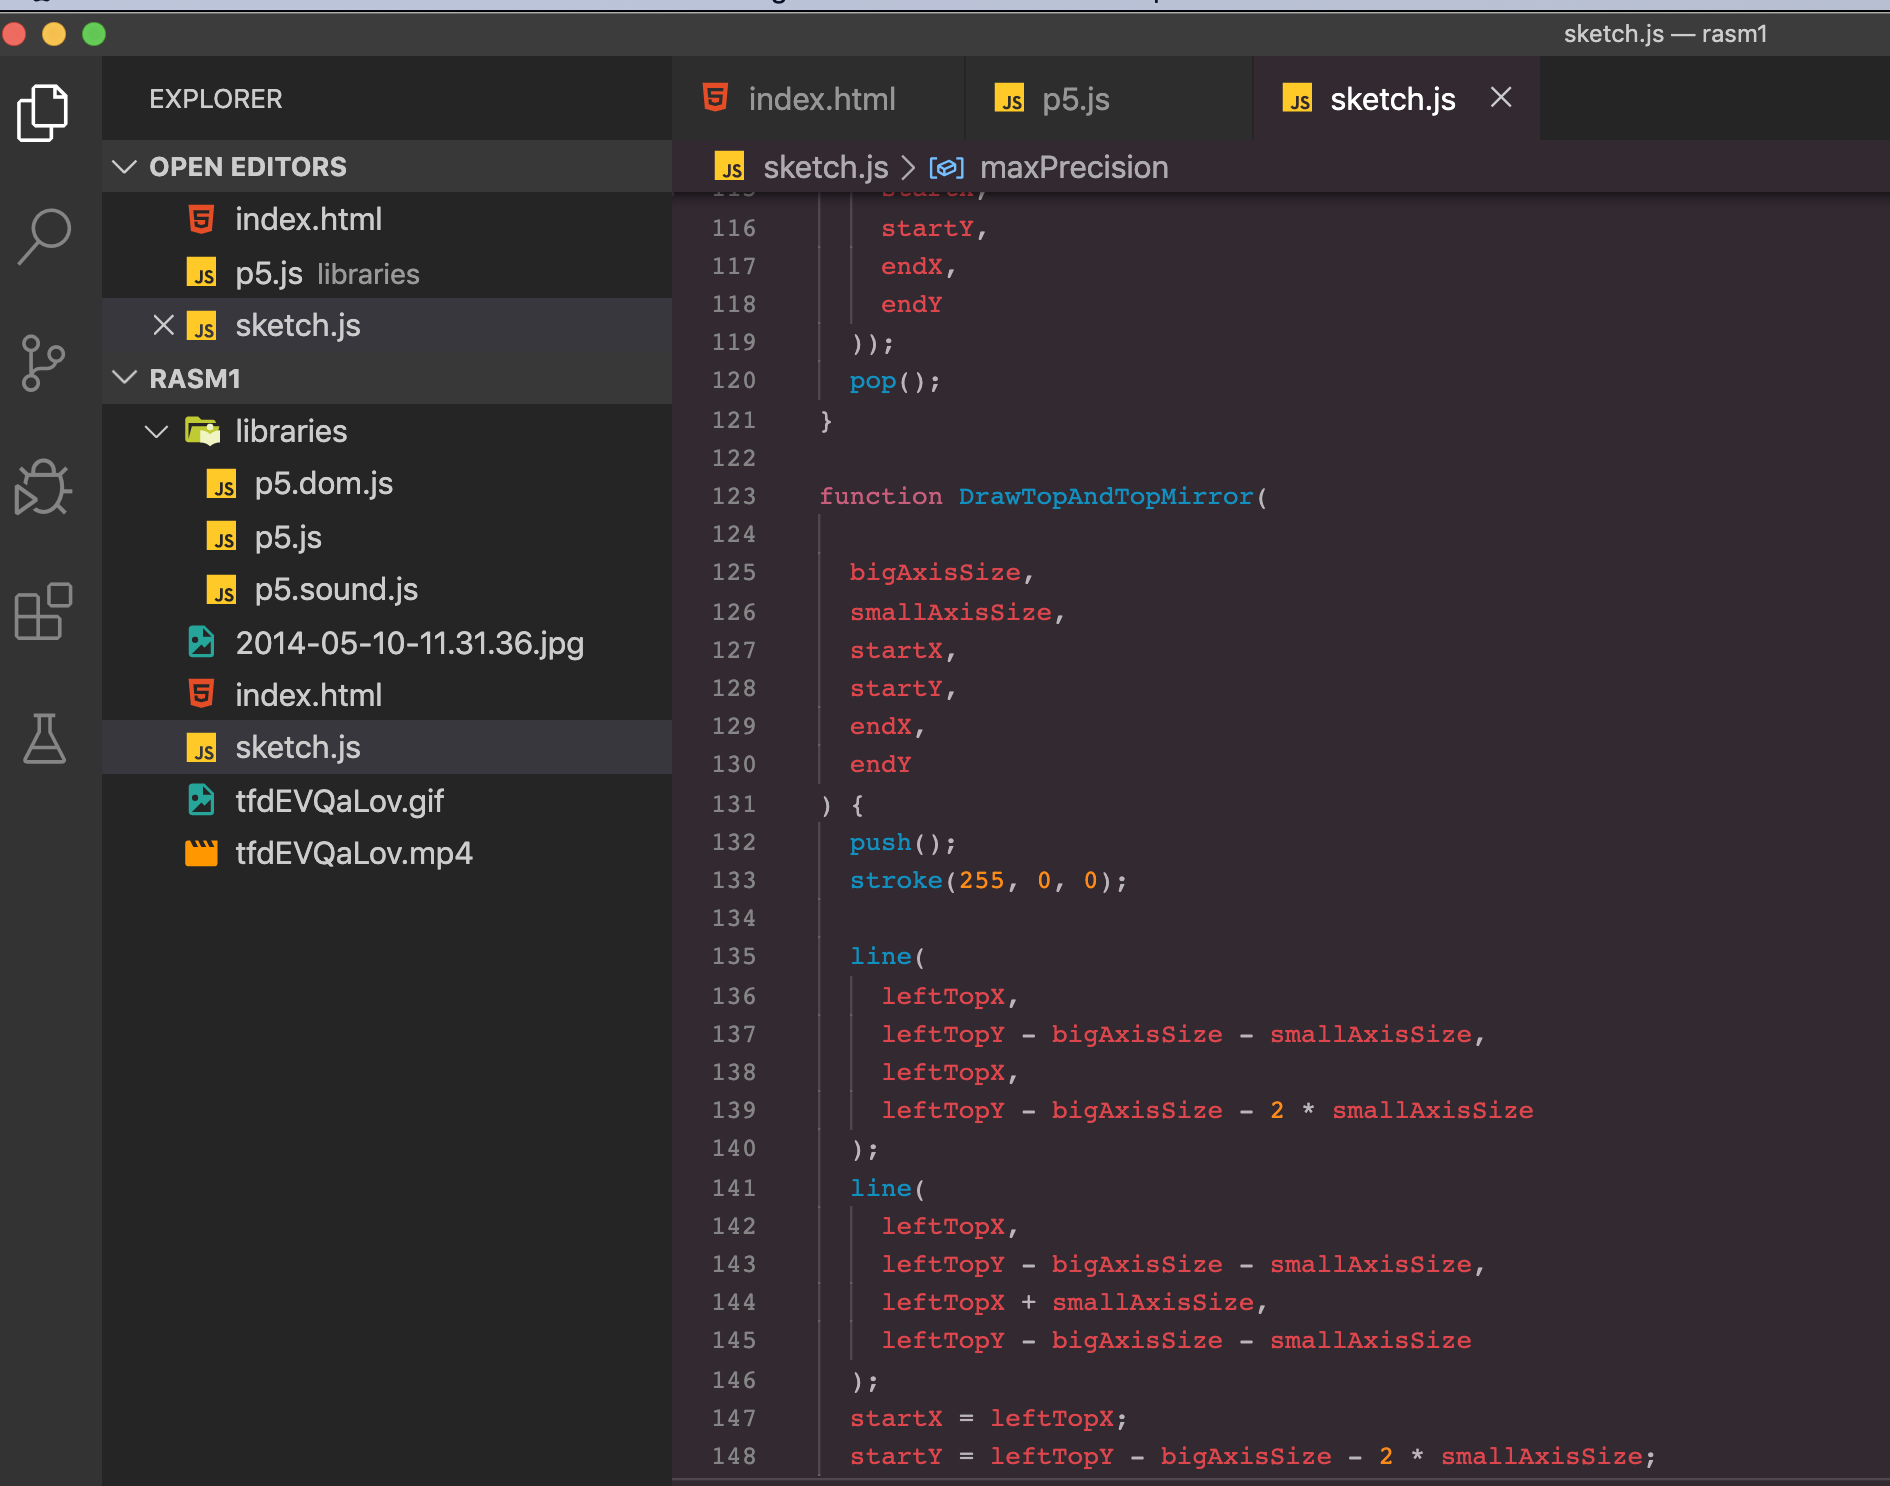 sketch.js — rasm1
EXPLORER
OPEN EDITORS
index.html
p5.js libraries
sketch.js
RASM1
libraries
p5.dom.js
p5.js
p5.sound.js
2014-05-10-11.31.36.jpg
index.html
sketch.js
tfdEVQaLov.gif
tfdEVQaLov.mp4
index.html
p5.js
sketch.js
sketch.js > maxPrecision
115 startX,
116 startY,
117 endX,
118 endY
119 ));
120 pop();
121 }
122
123 function DrawTopAndTopMirror(
124
125 bigAxisSize,
126 smallAxisSize,
127 startX,
128 startY,
129 endX,
130 endY
131 ) {
132 push();
133 stroke(255, 0, 0);
134
135 line(
136 leftTopX,
137 leftTopY - bigAxisSize - smallAxisSize,
138 leftTopX,
139 leftTopY - bigAxisSize - 2 * smallAxisSize
140 );
141 line(
142 leftTopX,
143 leftTopY - bigAxisSize - smallAxisSize,
144 leftTopX + smallAxisSize,
145 leftTopY - bigAxisSize - smallAxisSize
146 );
147 startX = leftTopX;
148 startY = leftTopY - bigAxisSize - 2 * smallAxisSize;